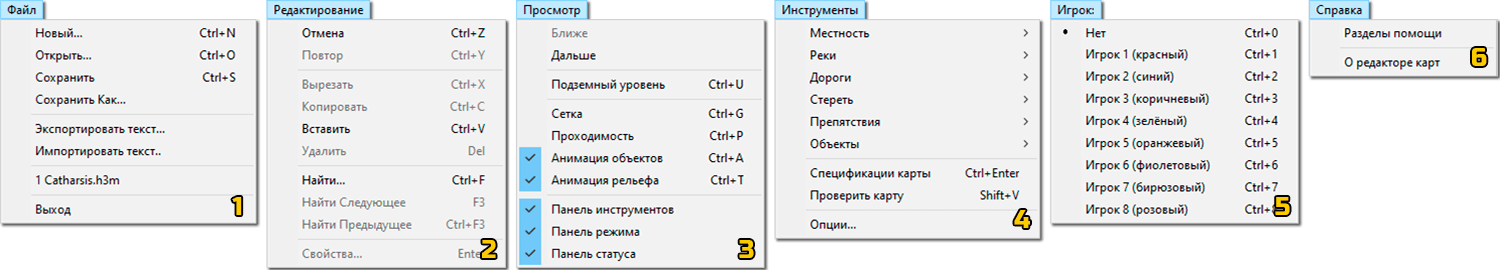 Файл
Новый... Ctrl+N
Открыть... Ctrl+O
Сохранить Ctrl+S
Сохранить Как...
Экспортировать текст...
Импортировать текст..
1 Catharsis.h3m
Выход
1
Редактирование
Отмена Ctrl+Z
Повтор Ctrl+Y
Вырезать Ctrl+X
Копировать Ctrl+C
Вставить Ctrl+V
Удалить Del
Найти... Ctrl+F
Найти Следующее F3
Найти Предыдущее Ctrl+F3
Свойства... Ente
2
Просмотр
Ближе
Дальше
Подземный уровень Ctrl+U
Сетка Ctrl+G
Проходимость Ctrl+P
Анимация объектов Ctrl+A
Анимация рельефа Ctrl+T
Панель инструментов
Панель режима
Панель статуса
3
Инструменты
Местность
Реки
Дороги
Стереть
Препятствия
Объекты
Спецификации карты Ctrl+Enter
Проверить карту Shift+V
Опции...
4
Игрок:
Нет Ctrl+0
Игрок 1 (красный) Ctrl+1
Игрок 2 (синий) Ctrl+2
Игрок 3 (коричневый) Ctrl+3
Игрок 4 (зелёный) Ctrl+4
Игрок 5 (оранжевый) Ctrl+5
Игрок 6 (фиолетовый) Ctrl+6
Игрок 7 (бирюзовый) Ctrl+7
Игрок 8 (розовый) Ctrl+8
5
Справка
Разделы помощи
О редакторе карт
6